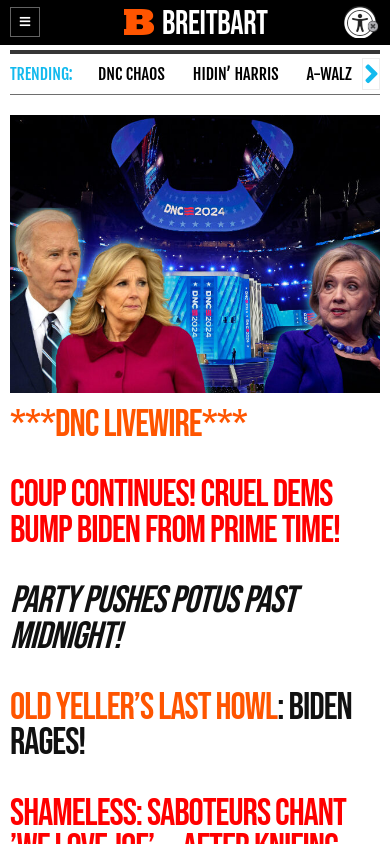 BREITBART
TRENDING: DNC CHAOS HIDIN’ HARRIS A-WALZ
DNC 2024
DNC 2024
DNC 2024
***DNC LIVEWIRE***
COUP CONTINUES! CRUEL DEMS
BUMP BIDEN FROM PRIME TIME!
PARTY PUSHES POTUS PAST
MIDNIGHT!
OLD YELLER’S LAST HOWL: BIDEN
RAGES!
SHAMELESS: SABOTEURS CHANT
’WE LOVE JOE’ — AFTER KNIFING